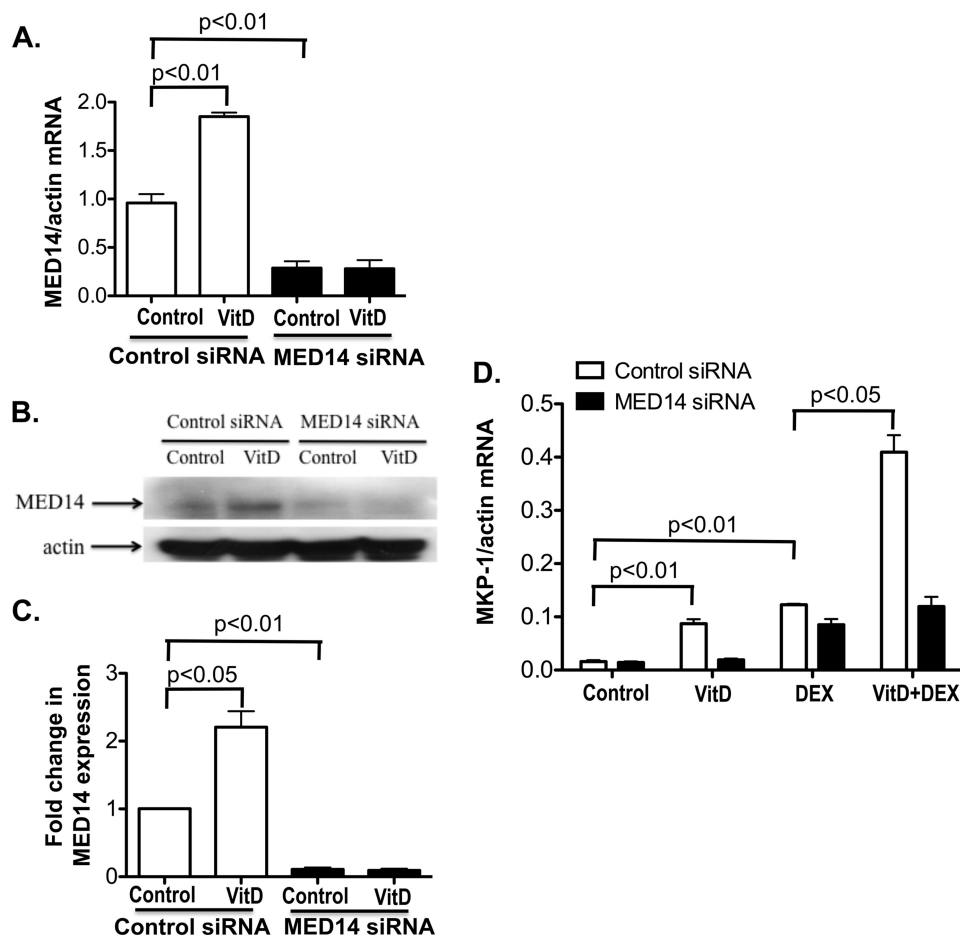 A.
p<0.01
p<0.01
MED14/actin mRNA
2.0
1.5
1.0
0.5
0.0
Control VitD Control VitD
Control siRNA MED14 siRNA
B.
Control siRNA MED14 siRNA
Control VitD Control VitD
MED14
actin
C.
p<0.01
p<0.05
Fold change in
MED14 expression
3
2
1
0
Control VitD Control VitD
Control siRNA MED14 siRNA
D.
Control siRNA
MED14 siRNA
p<0.05
p<0.01
p<0.01
MKP-1/actin mRNA
0.5
0.4
0.3
0.2
0.1
0.0
Control VitD DEX VitD+DEX